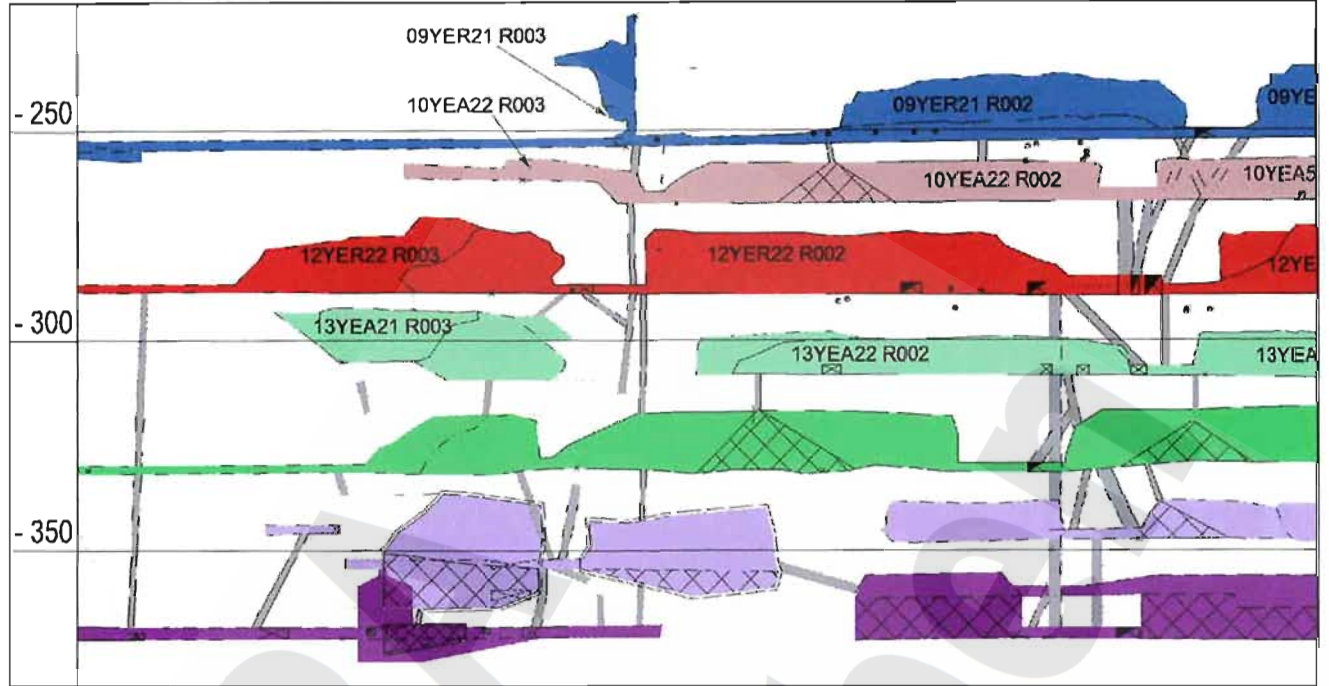 09YER21 R003
10YEA22 R003
- 250
09YER21 R002
09YE
10YEA22 R002
10YEA5
12YER22 R003
12YER22 R002
12YE
- 300
13YEA21 R003
13YEA22 R002
13YEA
- 350